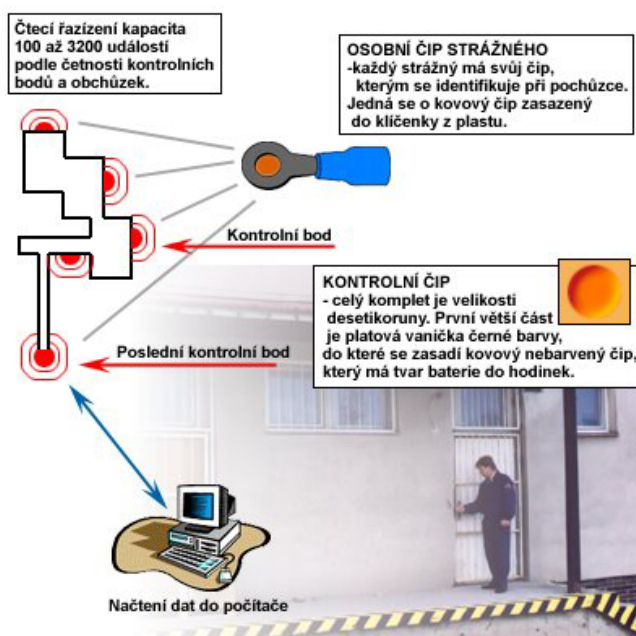 Čtecí řazízení kapacita
100 až 3200 událostí
podle četnosti kontrolních
bodů a obchůzek.
OSOBNÍ ČIP STRÁŽNÉHO
-každý strážný má svůj čip,
kterým se identifikuje při pochůzce.
Jedná se o kovový čip zasazený
do klíčenky z plastu.
Kontrolní bod
KONTROLNÍ ČIP
- celý komplet je velikosti
desetikoruny. První větší část
je platová vanička černé barvy,
do které se zasadí kovový nebarvený čip,
který má tvar baterie do hodinek.
Poslední kontrolní bod
Načtení dat do počítače